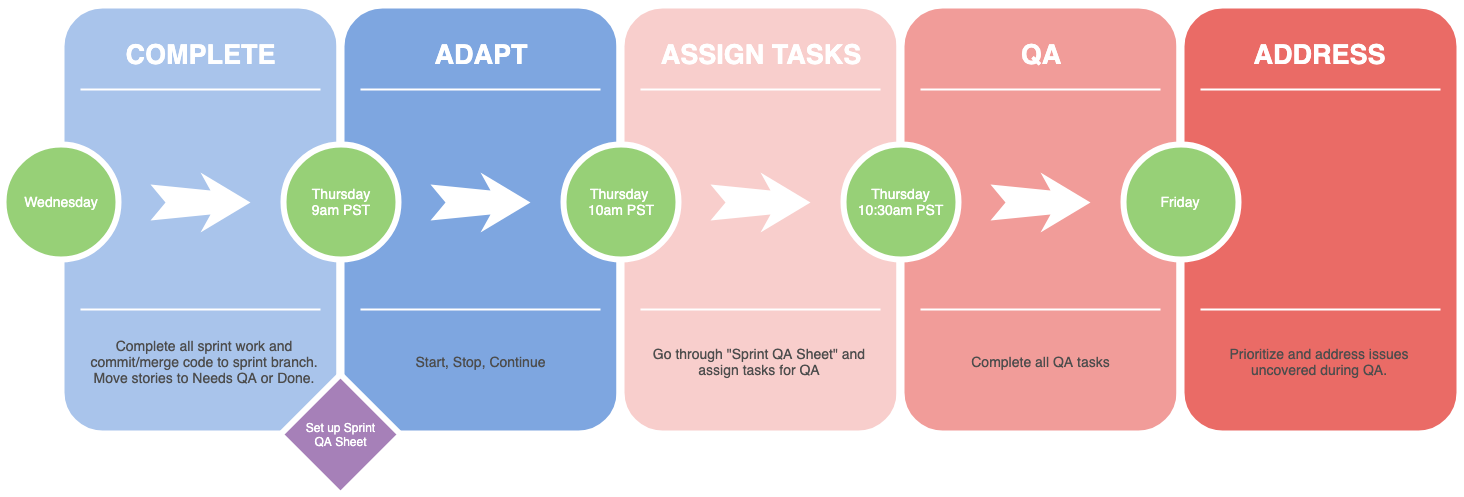 COMPLETE
ADAPT
ASSIGN TASKS
QA
ADDRESS
Wednesday
Thursday
9am PST
Thursday
10am PST
Thursday
10:30am PST
Friday
Complete all sprint work and
commit/merge code to sprint branch.
Move stories to Needs QA or Done.
Start, Stop, Continue
Go through "Sprint QA Sheet" and
assign tasks for QA
Complete all QA tasks
Prioritize and address issues
uncovered during QA.
Set up Sprint
QA Sheet